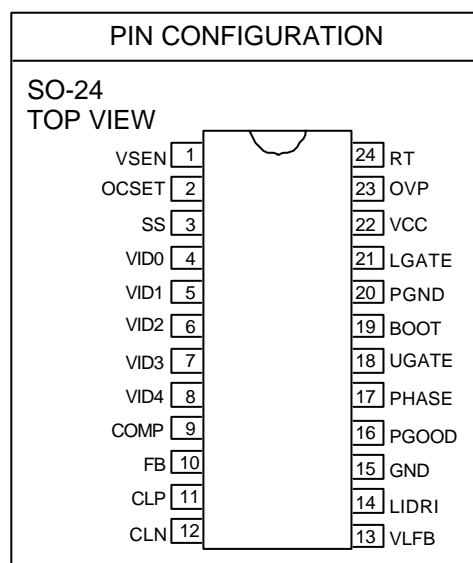 PIN CONFIGURATION
SO-24
TOP VIEW
VSEN 1 24 RT
OCSET 2 23 OVP
SS 3 22 VCC
VID0 4 21 LGATE
VID1 5 20 PGND
VID2 6 19 BOOT
VID3 7 18 UGATE
VID4 8 17 PHASE
COMP 9 16 PGOOD
FB 10 15 GND
CLP 11 14 LIDRI
CLN 12 13 VLFB